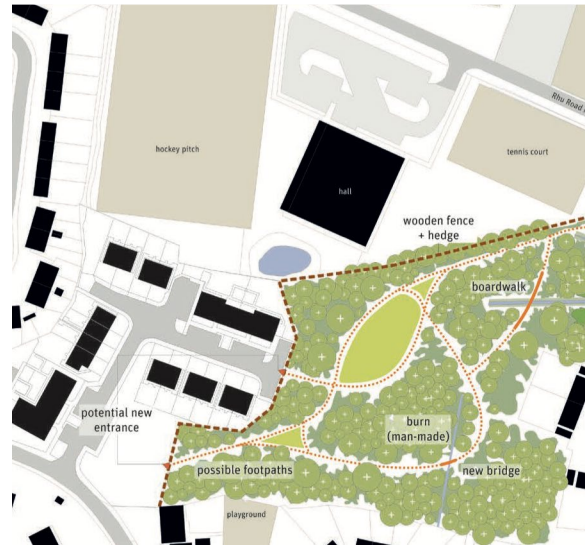 Rhu Road
hockey pitch
tennis court
hall
wooden fence
+ hedge
boardwalk
potential new
entrance
burn
(man-made)
possible footpaths
new bridge
playground